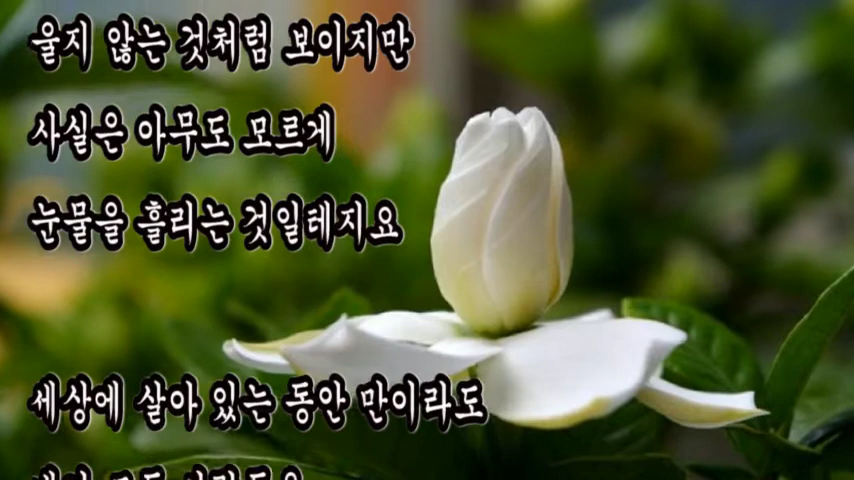 울지 않는 것처럼 보이지만
사실은 아무도 모르게
눈물을 흘리는 것일테지요
세상에 살아 있는 동안 만이라도